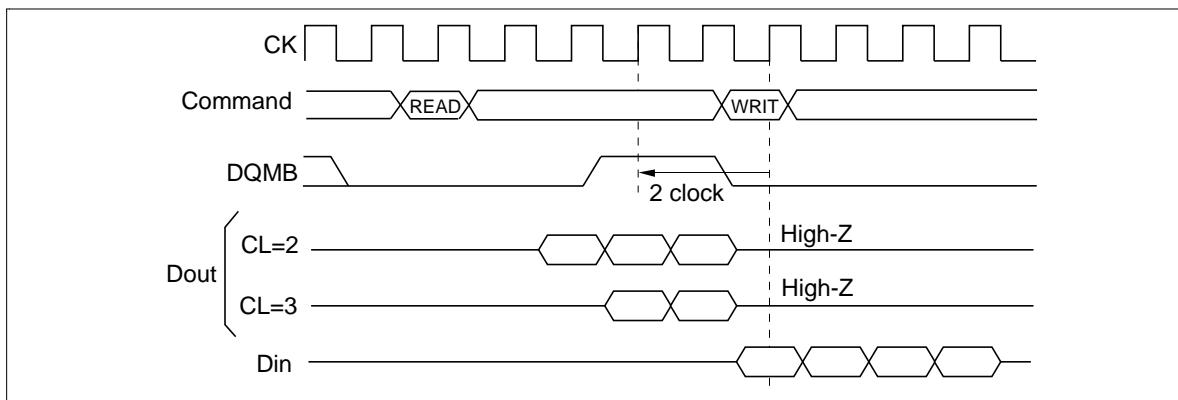 CK
Command READ WRIT
DQMB
2 clock
CL=2 High-Z
Dout
CL=3 High-Z
Din